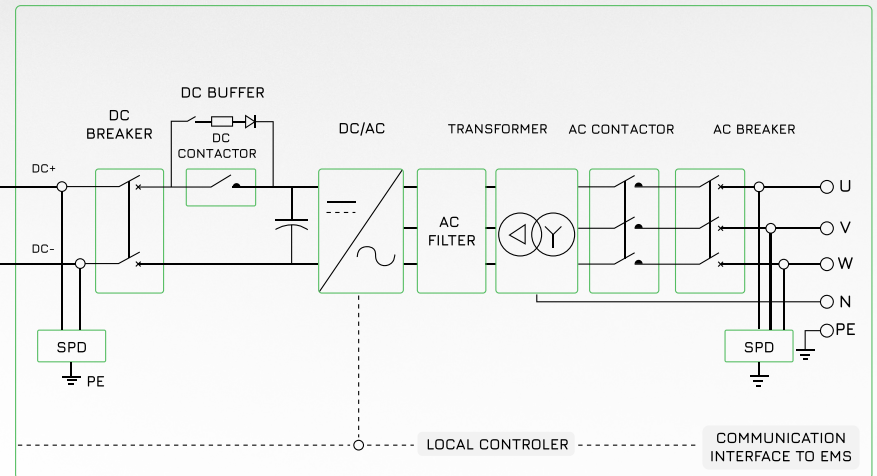 DC BUFFER
DC
BREAKER
DC
CONTACTOR
DC/AC
TRANSFORMER
AC CONTACTOR
AC BREAKER
DC+
U
AC
FILTER
V
DC-
W
N
PE
SPD
PE
SPD
LOCAL CONTROLER
COMMUNICATION
INTERFACE TO EMS